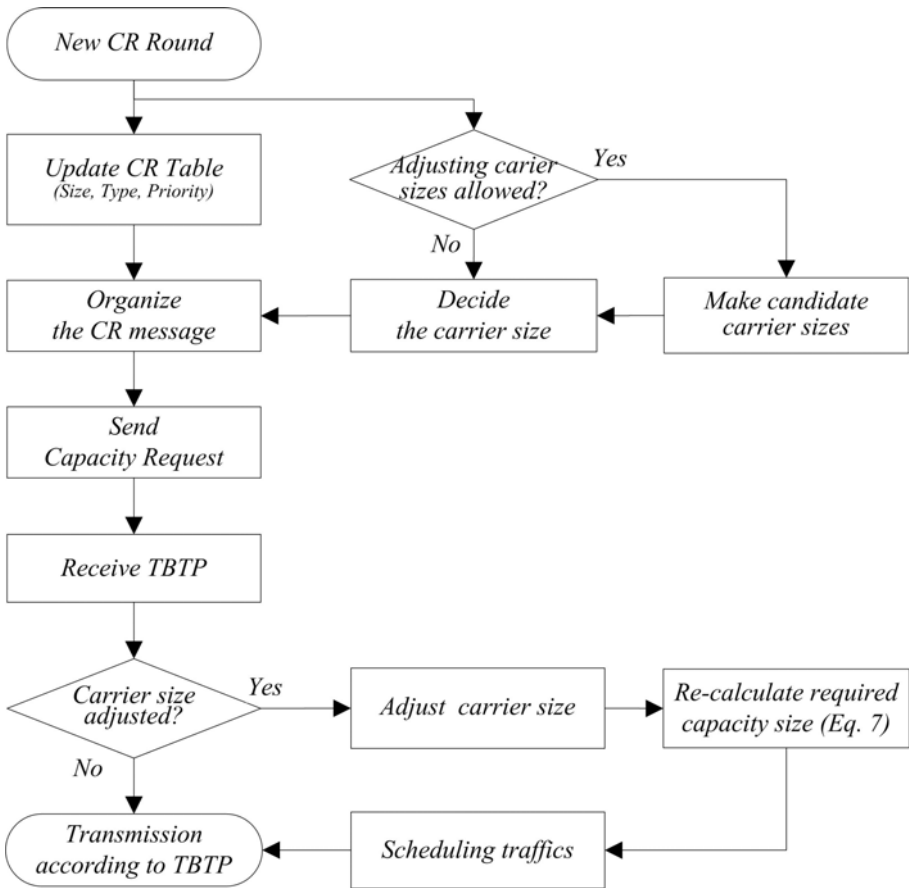 New CR Round
Update CR Table
(Size, Type, Priority)
Adjusting carier
sizes allowed?
Yes
No
Organize
the CR message
Decide
the carrier size
Make candidate
carrier sizes
Send
Capacity Request
Receive TBTP
Carrier size
adjusted?
Yes
No
Adjust carrier size
Re-calculate required
capacity size (Eq. 7)
Transmission
according to TBTP
Scheduling traffics